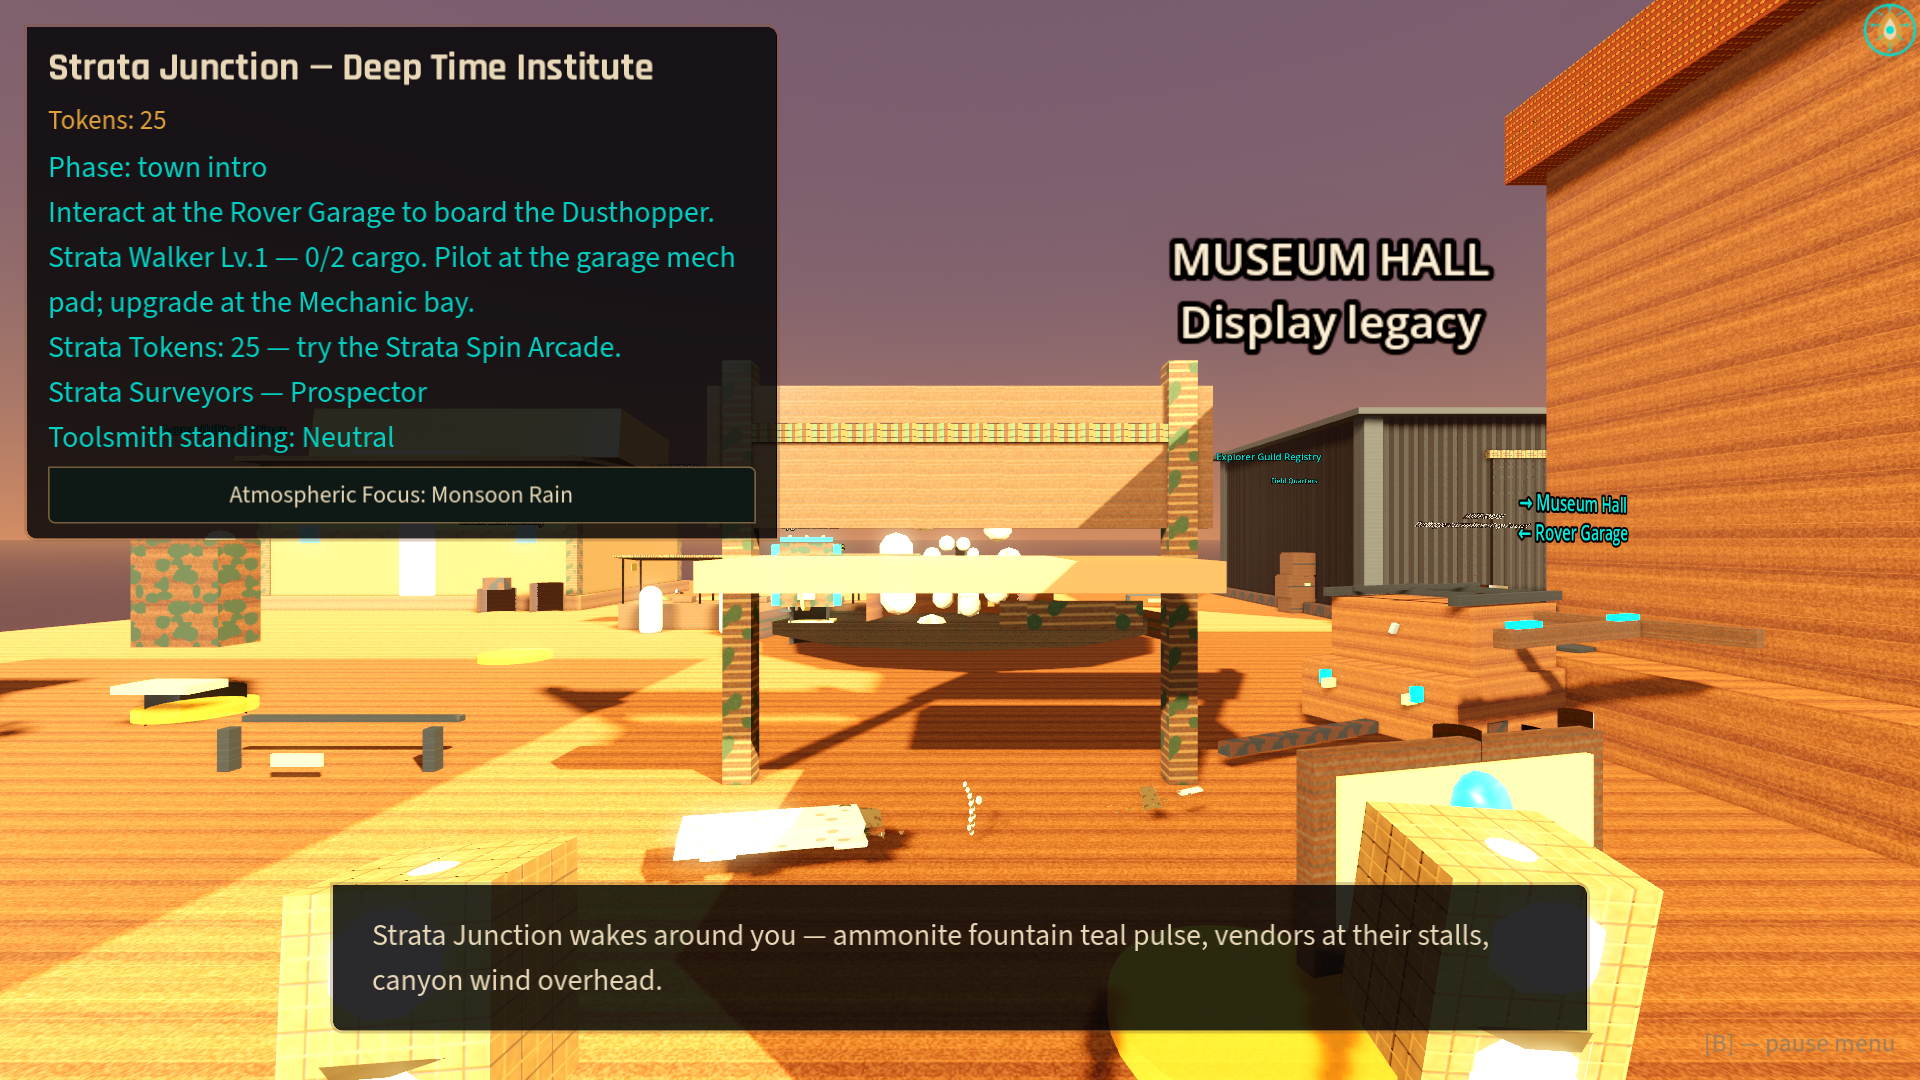 Strata Junction — Deep Time Institute
Tokens: 25
Phase: town intro
Interact at the Rover Garage to board the Dusthopper.
Strata Walker Lv.1 — 0/2 cargo. Pilot at the garage mech
pad; upgrade at the Mechanic bay.
Strata Tokens: 25 — try the Strata Spin Arcade.
Strata Surveyors — Prospector
Toolsmith standing: Neutral
Atmospheric Focus: Monsoon Rain
MUSEUM HALL
Display legacy
Explorer Guild Registry
Field Quarters
→ Museum Hall
← Rover Garage
Strata Junction wakes around you — ammonite fountain teal pulse, vendors at their stalls,
canyon wind overhead.
[B] — pause menu